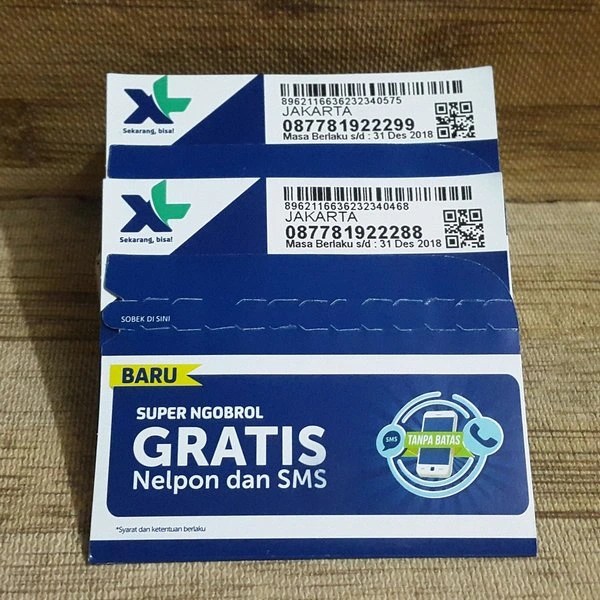 XL
Sekarang, bisa!
8962116636232340575
JAKARTA
087781922299
Masa Berlaku s/d : 31 Des 2018
XL
Sekarang, bisa!
8962116636232340468
JAKARTA
087781922288
Masa Berlaku s/d : 31 Des 2018
SOBEK DI SINI
BARU
SUPER NGOBROL
GRATIS
Nelpon dan SMS
SMS
TANPA BATAS
*Syarat dan ketentuan berlaku